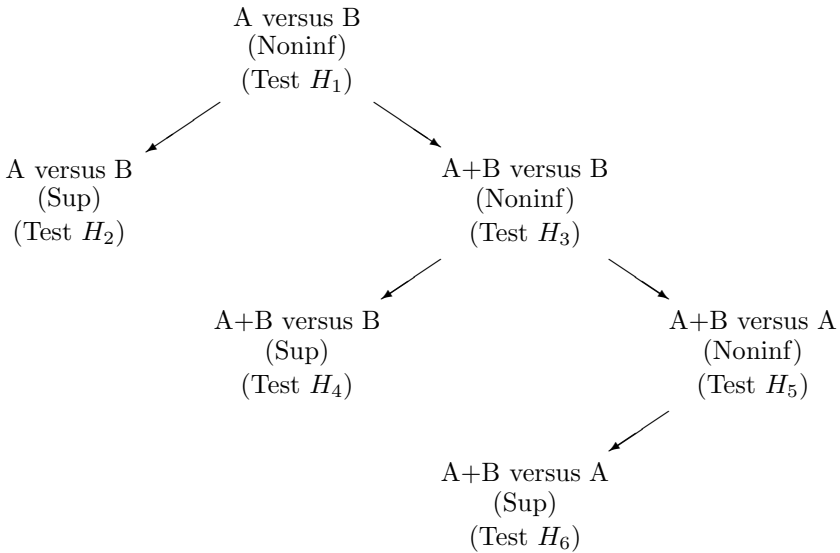 A versus B
(Noninf)
(Test H₁)
A versus B
(Sup)
(Test H₂)
A+B versus B
(Noninf)
(Test H₃)
A+B versus B
(Sup)
(Test H₄)
A+B versus A
(Noninf)
(Test H₅)
A+B versus A
(Sup)
(Test H₆)